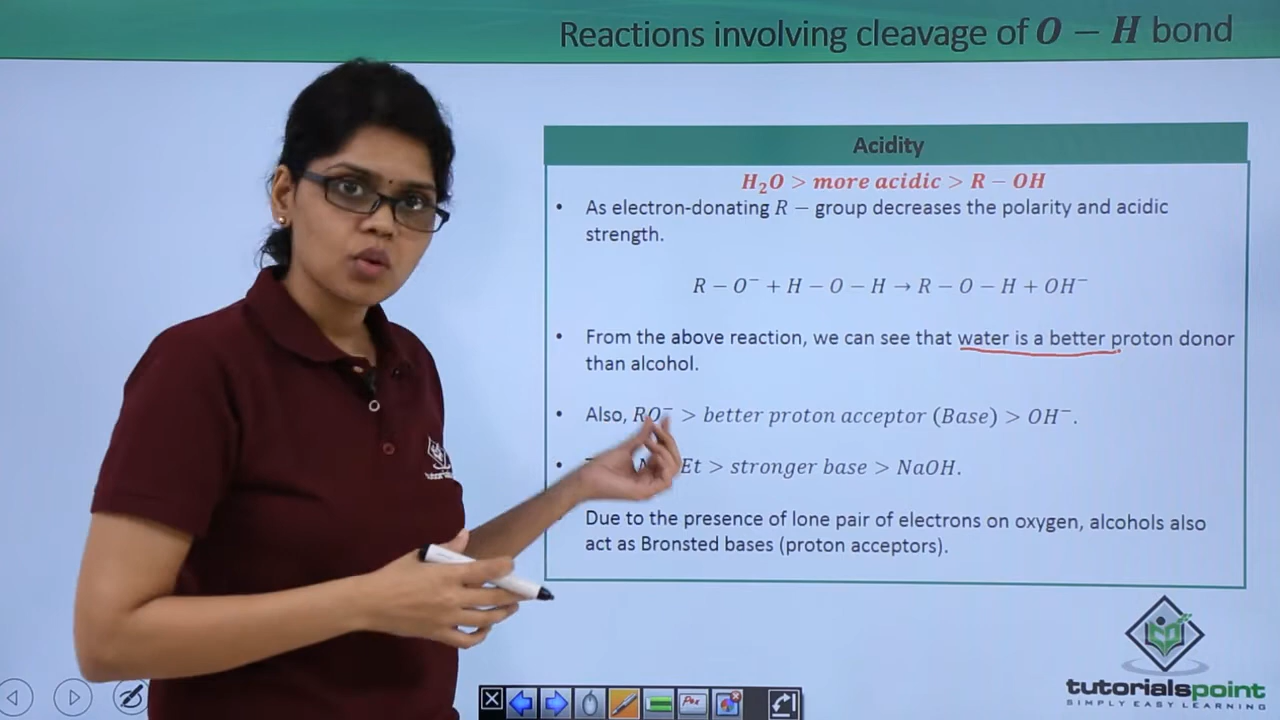 Reactions involving cleavage of O − H bond
Acidity
H₂O > more acidic > R − OH
• As electron-donating R − group decreases the polarity and acidic
strength.
R − O⁻ + H − O − H → R − O − H + OH⁻
• From the above reaction, we can see that water is a better proton donor
than alcohol.
• Also, RO⁻ > better proton acceptor (Base) > OH⁻.
• Et > stronger base > NaOH.
Due to the presence of lone pair of electrons on oxygen, alcohols also
act as Bronsted bases (proton acceptors).
tutorialspoint
SIMPLY EASY LEARNING